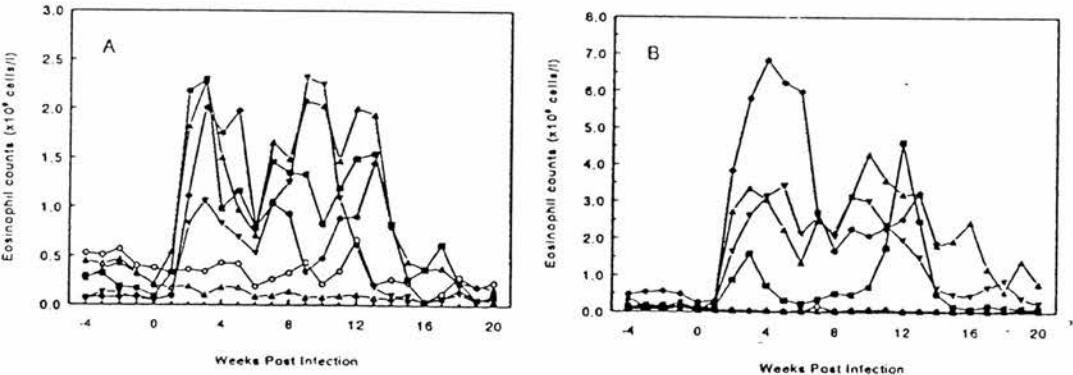 A
3.0
2.5
2.0
1.5
1.0
0.5
0.0
Eosinophil counts (x10⁹ cells/l)
-4 0 4 8 12 16 20
Weeks Post Infection
B
8.0
7.0
6.0
5.0
4.0
3.0
2.0
1.0
0.0
Eosinophil counts (x10⁹ cells/l)
-4 0 4 8 12 16 20
Weeks Post Infection